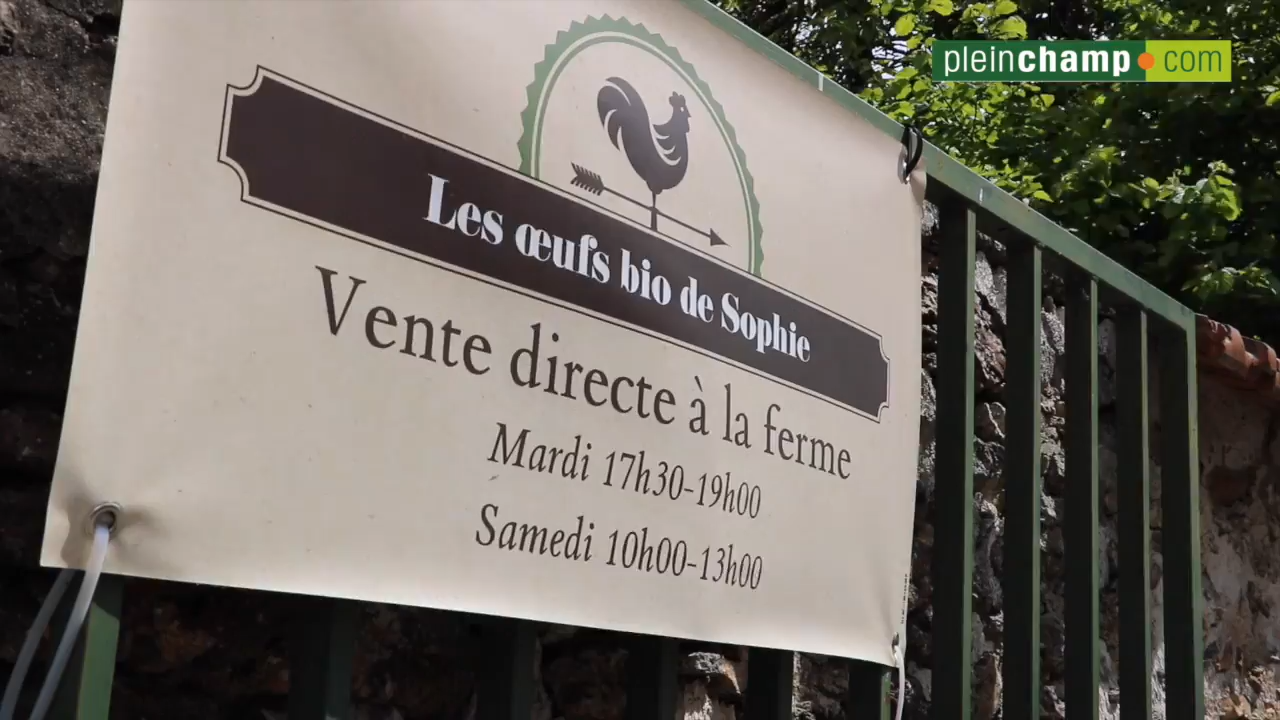 pleinchamp.com
Les œufs bio de Sophie
Vente directe à la ferme
Mardi 17h30-19h00
Samedi 10h00-13h00